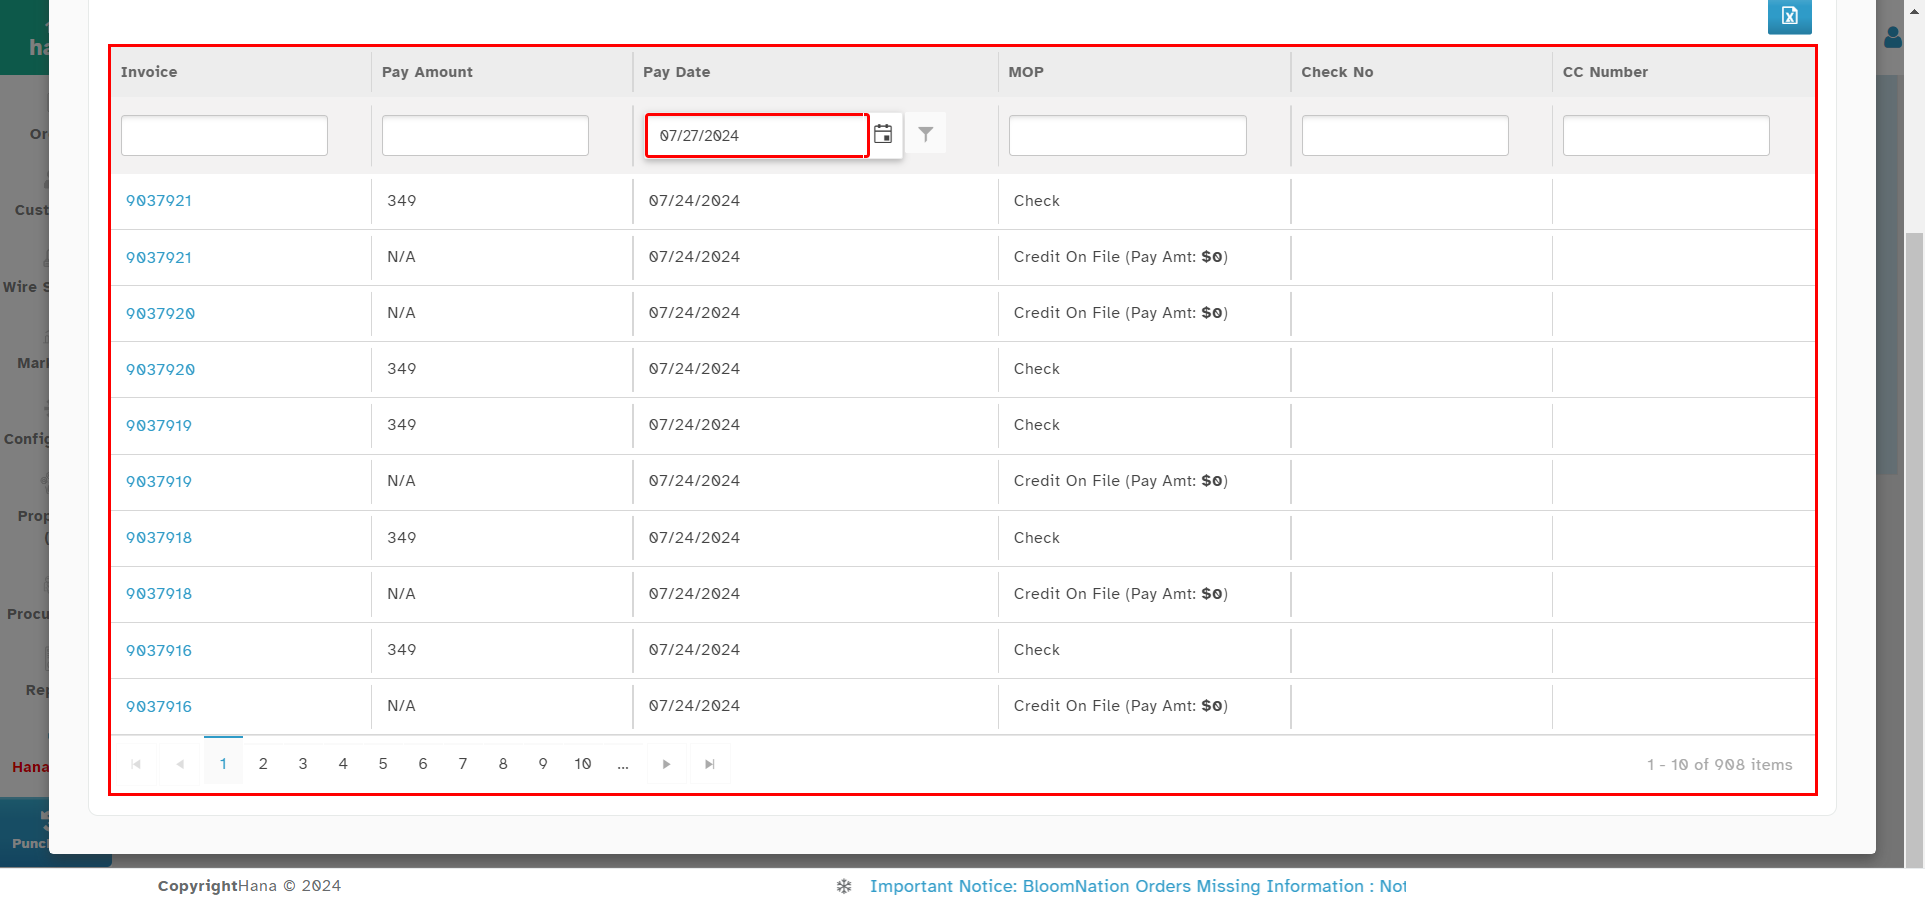 ha
Invoice Pay Amount Pay Date MOP Check No CC Number
07/27/2024
9037921 349 07/24/2024 Check
9037921 N/A 07/24/2024 Credit On File (Pay Amt: $0)
9037920 N/A 07/24/2024 Credit On File (Pay Amt: $0)
9037920 349 07/24/2024 Check
9037919 349 07/24/2024 Check
9037919 N/A 07/24/2024 Credit On File (Pay Amt: $0)
9037918 349 07/24/2024 Check
9037918 N/A 07/24/2024 Credit On File (Pay Amt: $0)
9037916 349 07/24/2024 Check
9037916 N/A 07/24/2024 Credit On File (Pay Amt: $0)
1 2 3 4 5 6 7 8 9 10 ... 1 - 10 of 908 items
Or
Cust
Wire S
Mark
Config
Prop
(
Procu
Rep
Hana
Punc
CopyrightHana © 2024
Important Notice: BloomNation Orders Missing Information : Not